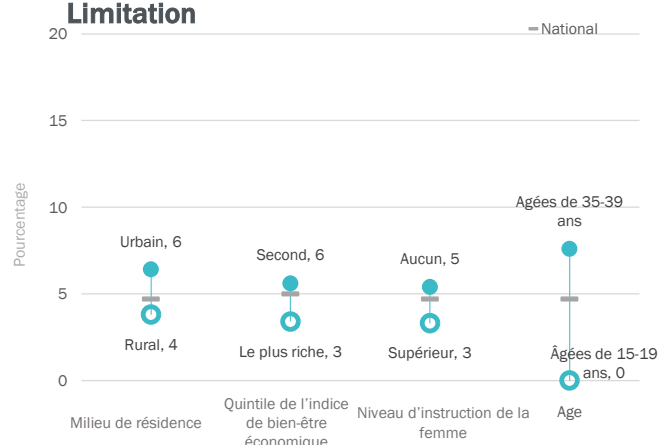 Limitation
National
20
15
10
5
0
Pourcentage
Urbain, 6
Rural, 4
Second, 6
Le plus riche, 3
Aucun, 5
Supérieur, 3
Agées de 35-39
ans
Âgées de 15-19
ans, 0
Milieu de résidence
Quintile de l'indice
de bien-être
économique
Niveau d'instruction de la
femme
Age